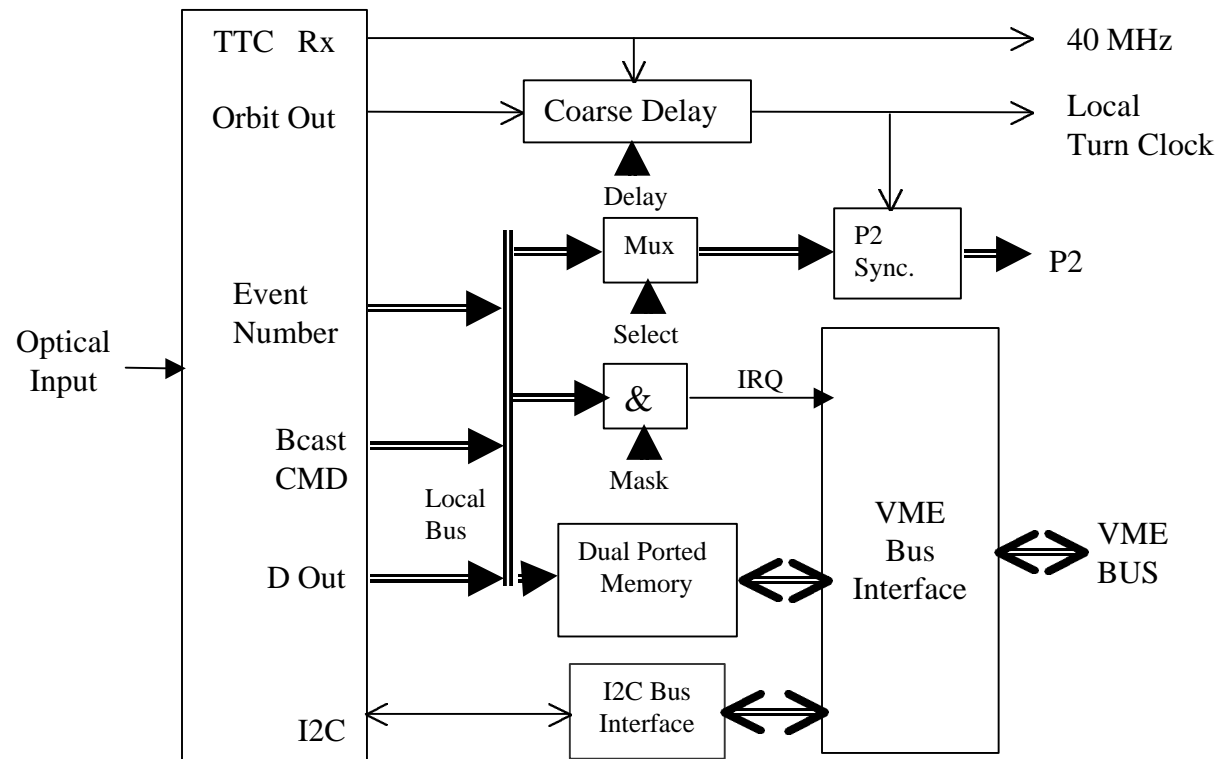 TTC Rx
40 MHz
Orbit Out
Coarse Delay
Local
Turn Clock
Delay
Mux
P2
Sync.
P2
Event
Number
Select
Optical
Input
&
IRQ
Bcast
CMD
Mask
Local
Bus
VME
Bus
Interface
VME
BUS
D Out
Dual Ported
Memory
I2C
I2C Bus
Interface